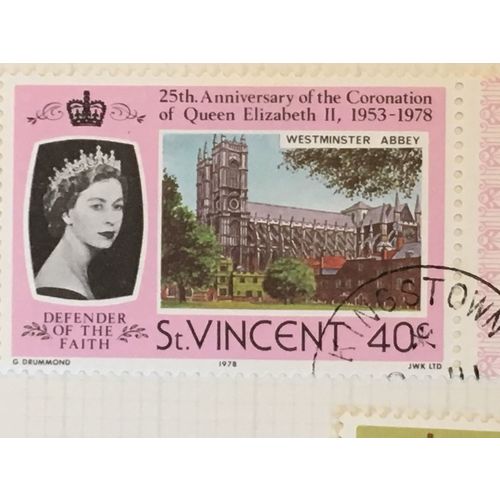 25th. Anniversary of the Coronation
of Queen Elizabeth II, 1953-1978
WESTMINSTER ABBEY
DEFENDER
OF THE
FAITH
St. VINCENT 40c
G. DRUMMOND
1978
JWK LTD
KINGSTOWN